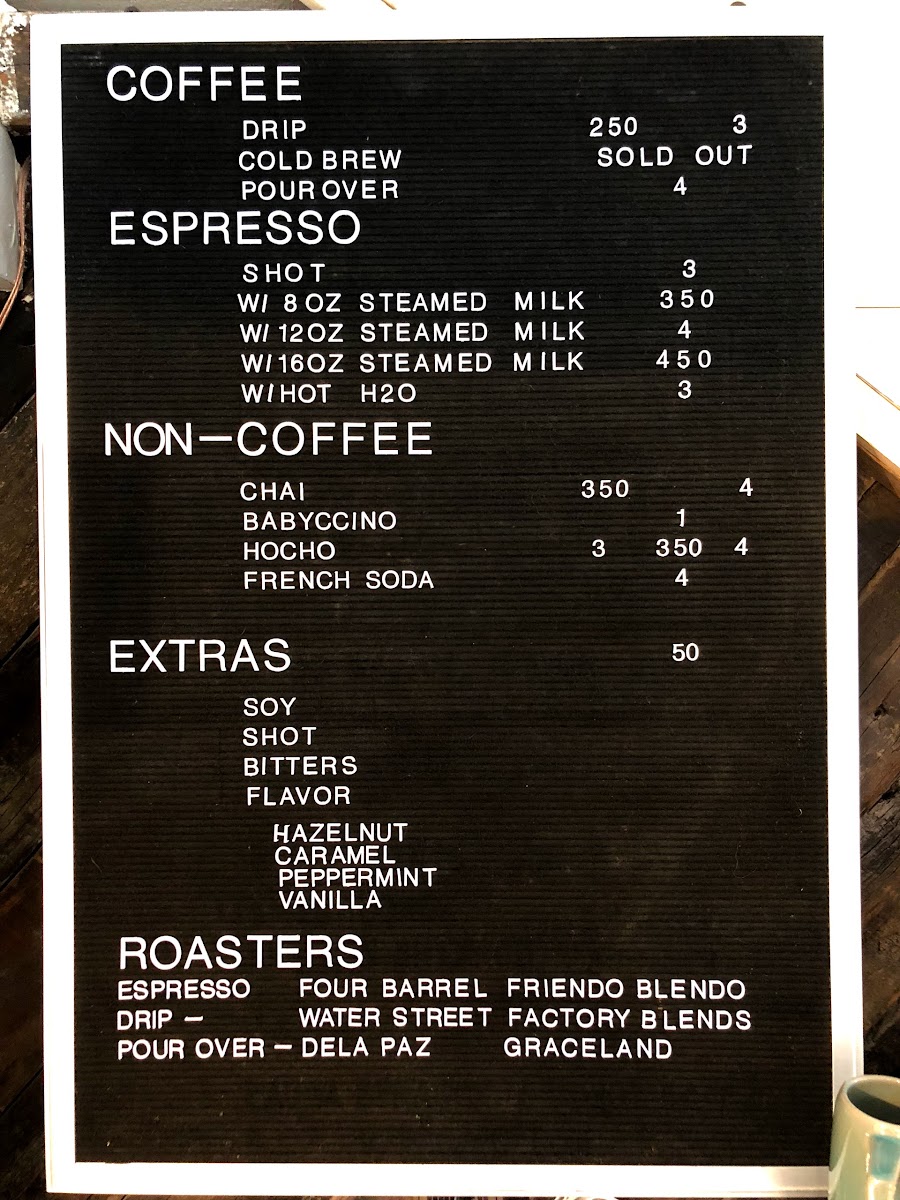 COFFEE
DRIP 250 3
COLD BREW SOLD OUT
POUR OVER 4
ESPRESSO
SHOT 3
W/ 8 OZ STEAMED MILK 350
W/ 12OZ STEAMED MILK 4
W/ 16OZ STEAMED MILK 450
W/HOT H2O 3
NON-COFFEE
CHAI 350 4
BABYCCINO 1
HOCHO 3 350 4
FRENCH SODA 4
EXTRAS 50
SOY
SHOT
BITTERS
FLAVOR
HAZELNUT
CARAMEL
PEPPERMINT
VANILLA
ROASTERS
ESPRESSO FOUR BARREL FRIENDO BLENDO
DRIP - WATER STREET FACTORY BLENDS
POUR OVER - DELA PAZ GRACELAND